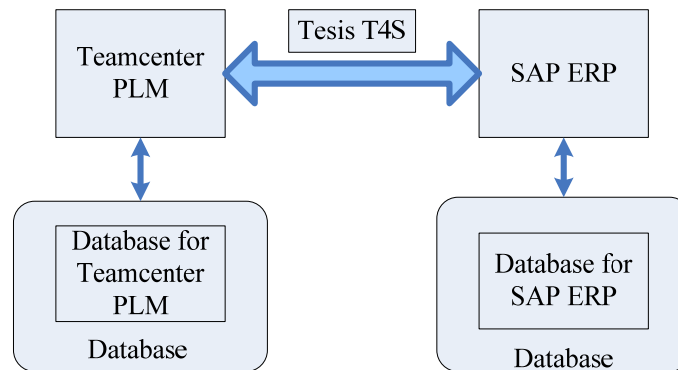 Tesis T4S
Teamcenter
PLM
SAP ERP
Database for
Teamcenter
PLM
Database
Database for
SAP ERP
Database